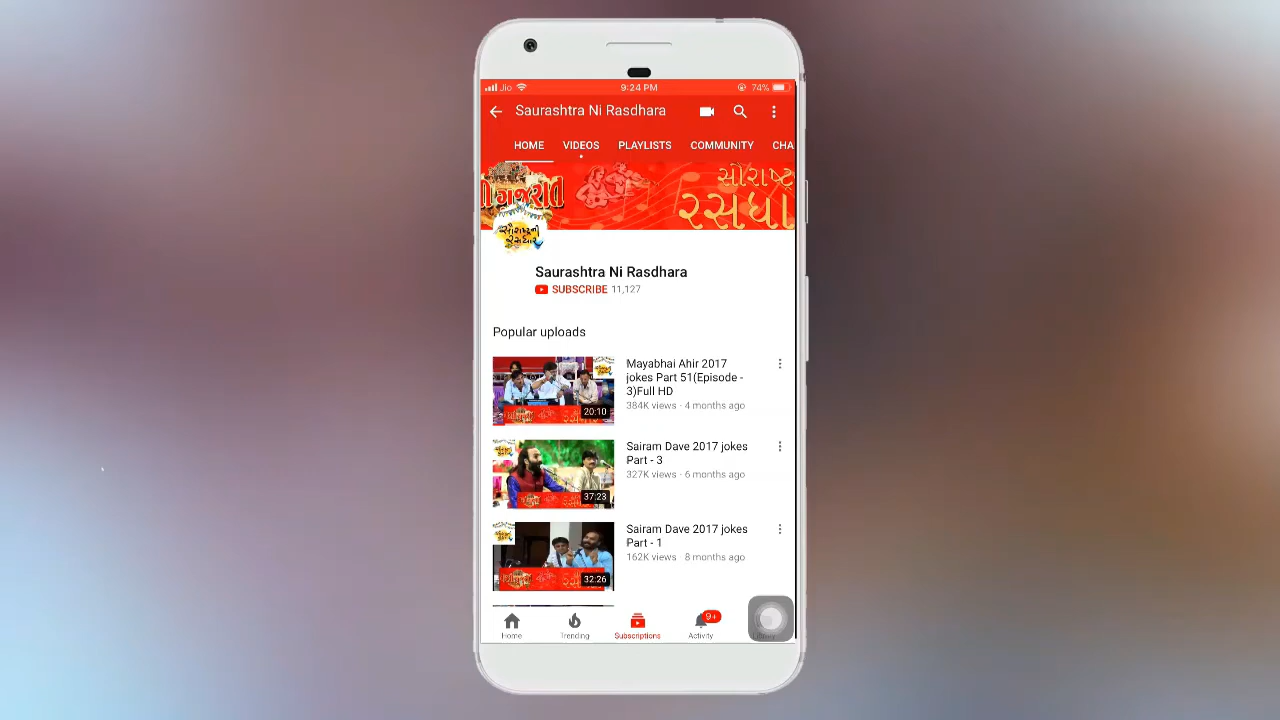 Jio 9:24 PM 74%
Saurashtra Ni Rasdhara
HOME VIDEOS PLAYLISTS COMMUNITY CHA
ગુજરાત
સૌરાષ્ટ્ર
રસધા
સૌરાષ્ટ્રની
રસધાર
Saurashtra Ni Rasdhara
SUBSCRIBE 11,127
Popular uploads
Mayabhai Ahir 2017
jokes Part 51(Episode -
3)Full HD
384K views · 4 months ago
20:10
Sairam Dave 2017 jokes
Part - 3
327K views · 6 months ago
37:23
Sairam Dave 2017 jokes
Part - 1
162K views · 8 months ago
32:26
9+
Home Trending Subscriptions Activity